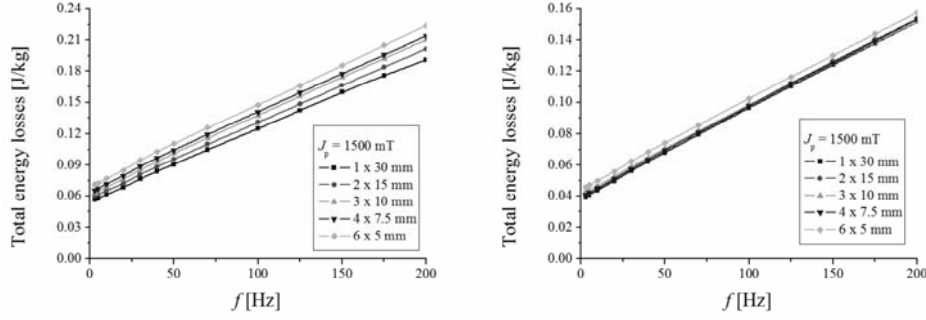 Total energy losses [J/kg]
0.24
0.21
0.18
0.15
0.12
0.09
0.06
0.03
0.00
0
50
100
150
200
f [Hz]
Jp = 1500 mT
1 x 30 mm
2 x 15 mm
3 x 10 mm
4 x 7.5 mm
6 x 5 mm
Total energy losses [J/kg]
0.16
0.14
0.12
0.10
0.08
0.06
0.04
0.02
0.00
0
50
100
150
200
f [Hz]
Jp = 1500 mT
1 x 30 mm
2 x 15 mm
3 x 10 mm
4 x 7.5 mm
6 x 5 mm